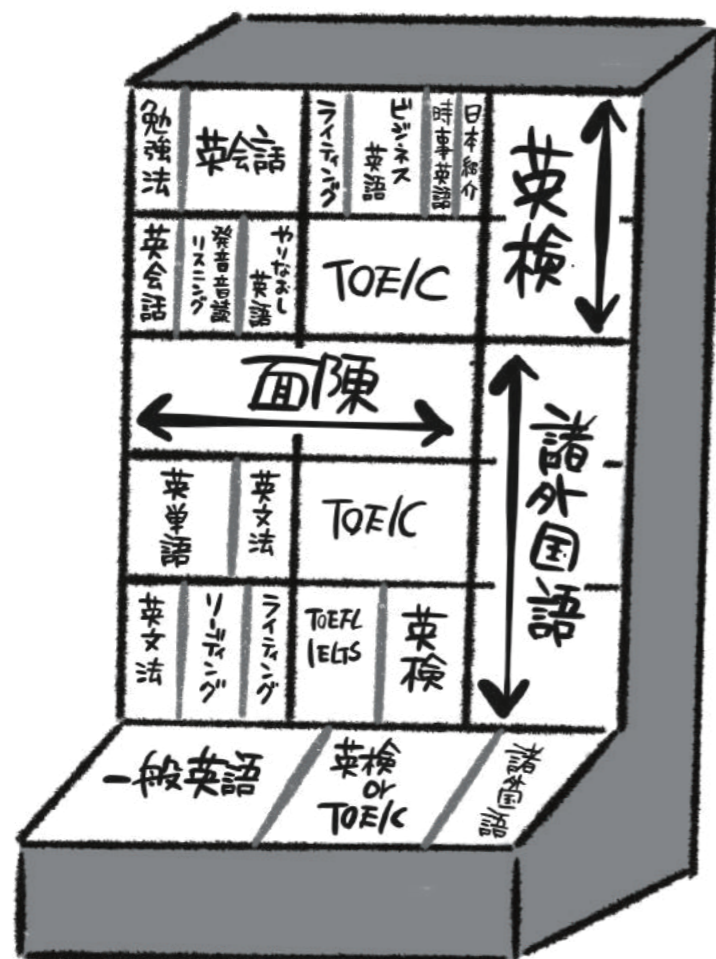 勉強法
英会話
ライティング
ビジネス
英語
時事英語
日本紹介
英検
英会話
発音音読
リスニング
やりなおし
英語
TOEIC
面陳
諸外国語
英単語
英文法
TOEIC
英文法
リーディング
ライティング
TOEFL
IELTS
英検
一般英語
英検
or
TOEIC
諸外国語